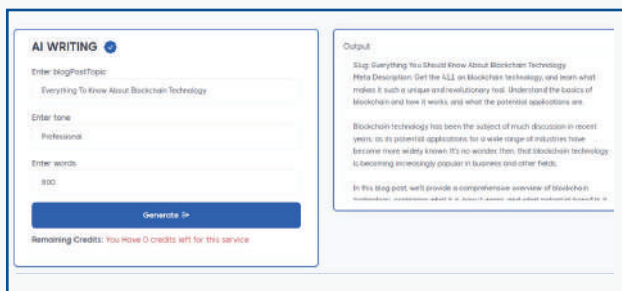 AI WRITING
Enter blogPostTopic
Everything To Know About Blockchain Technology
Enter tone
Professional
Enter words
800
Generate
Remaining Credits: You Have 0 credits left for this service
Output
Slug: Everything You Should Know About Blockchain Technology
Meta Description: Get the 411 on blockchain technology, and learn what
makes it such a unique and revolutionary tool. Understand the basics of
blockchain and how it works, and what the potential applications are.
Blockchain technology has been the subject of much discussion in recent
years, as its potential applications for a wide range of industries have
become more widely known. It's no wonder, then, that blockchain technology
is becoming increasingly popular in business and other fields.
In this blog post, we'll provide a comprehensive overview of blockchain